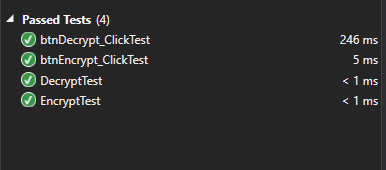 Passed Tests (4)
btnDecrypt_ClickTest 246 ms
btnEncrypt_ClickTest 5 ms
DecryptTest < 1 ms
EncryptTest < 1 ms